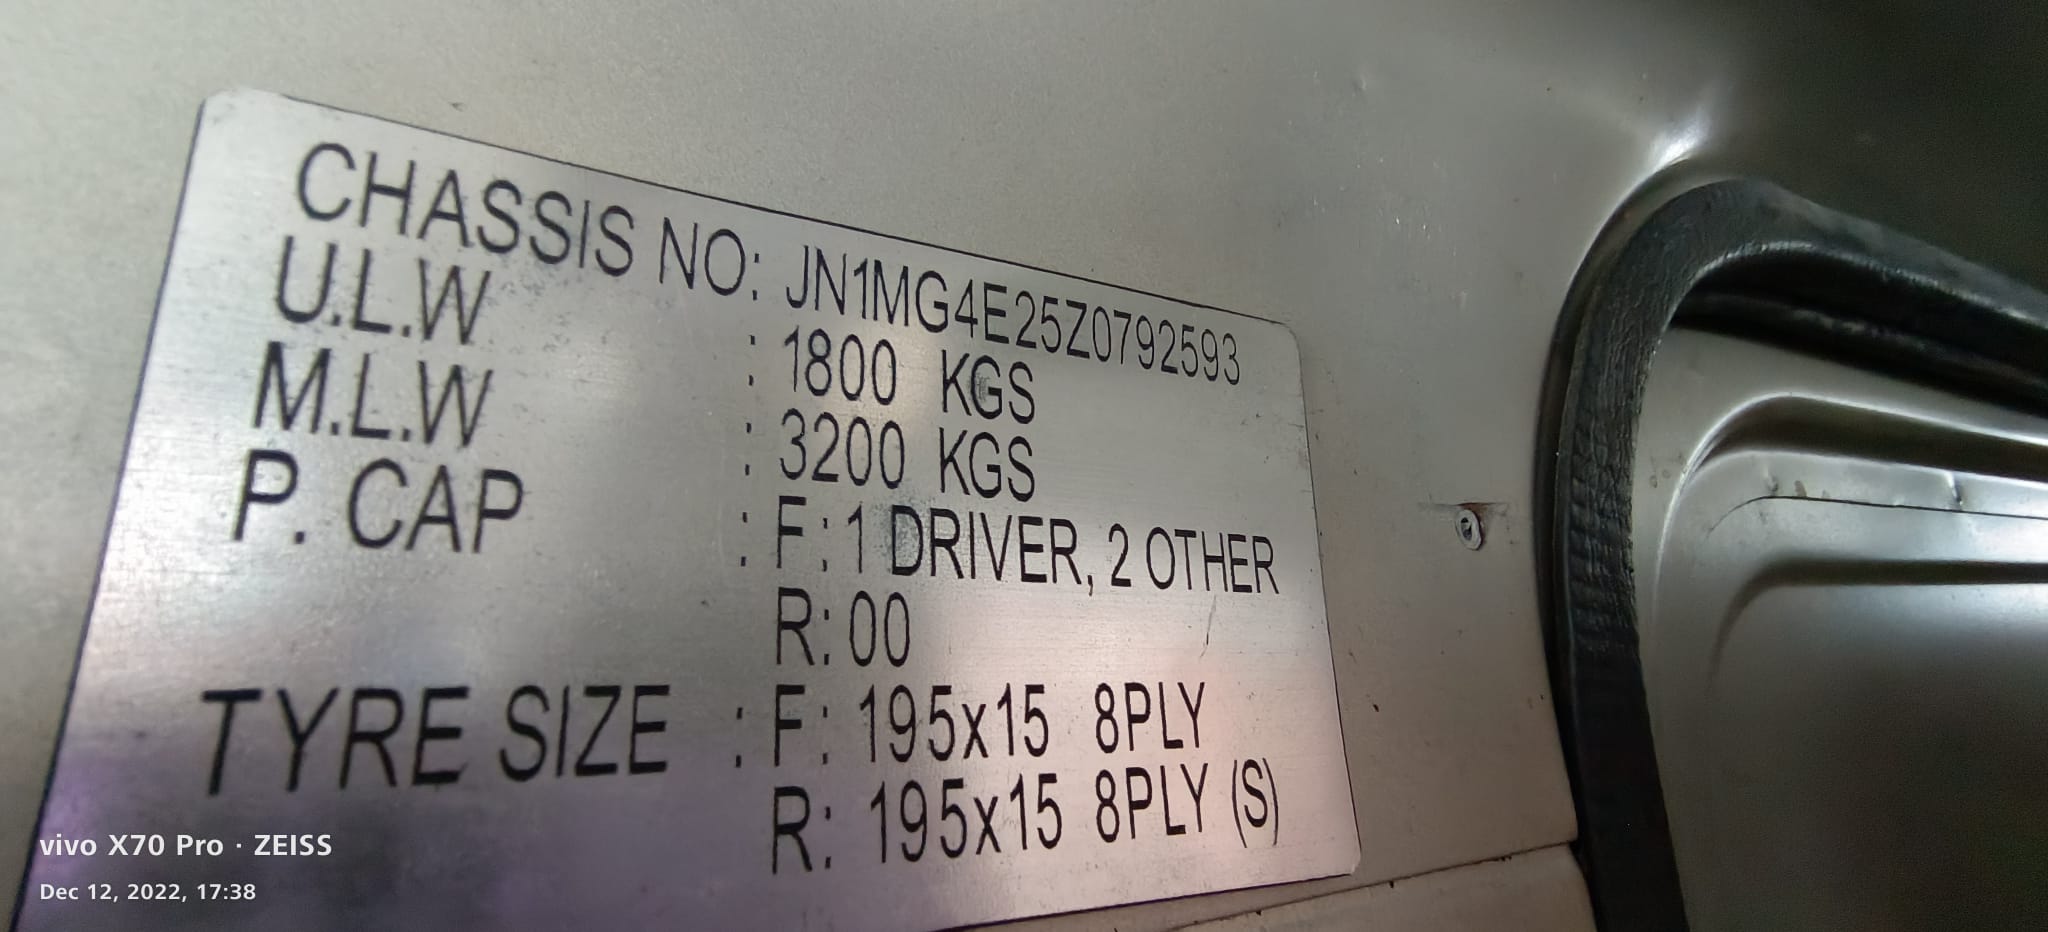 CHASSIS NO: JN1MG4E25Z0792593
U.L.W : 1800 KGS
M.L.W : 3200 KGS
P. CAP : F: 1 DRIVER, 2 OTHER
R: 00
TYRE SIZE : F: 195x15 8PLY
R: 195x15 8PLY (S)
vivo X70 Pro · ZEISS
Dec 12, 2022, 17:38